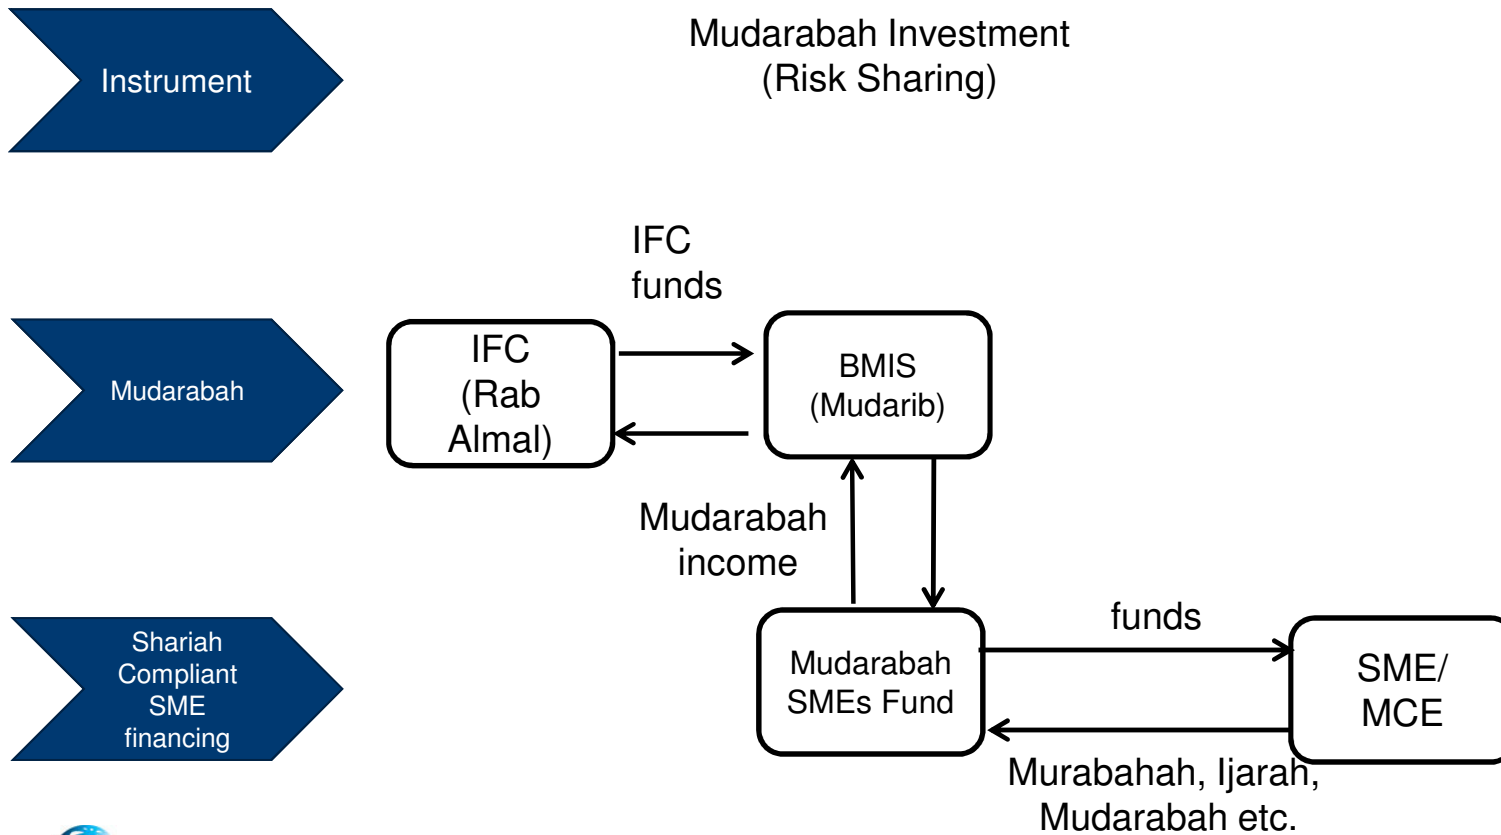 Instrument
Mudarabah Investment
(Risk Sharing)
IFC
funds
Mudarabah
IFC
(Rab
Almal)
BMIS
(Mudarib)
Mudarabah
income
Shariah
Compliant
SME
financing
Mudarabah
SMEs Fund
funds
SME/
MCE
Murabahah, Ijarah,
Mudarabah etc.